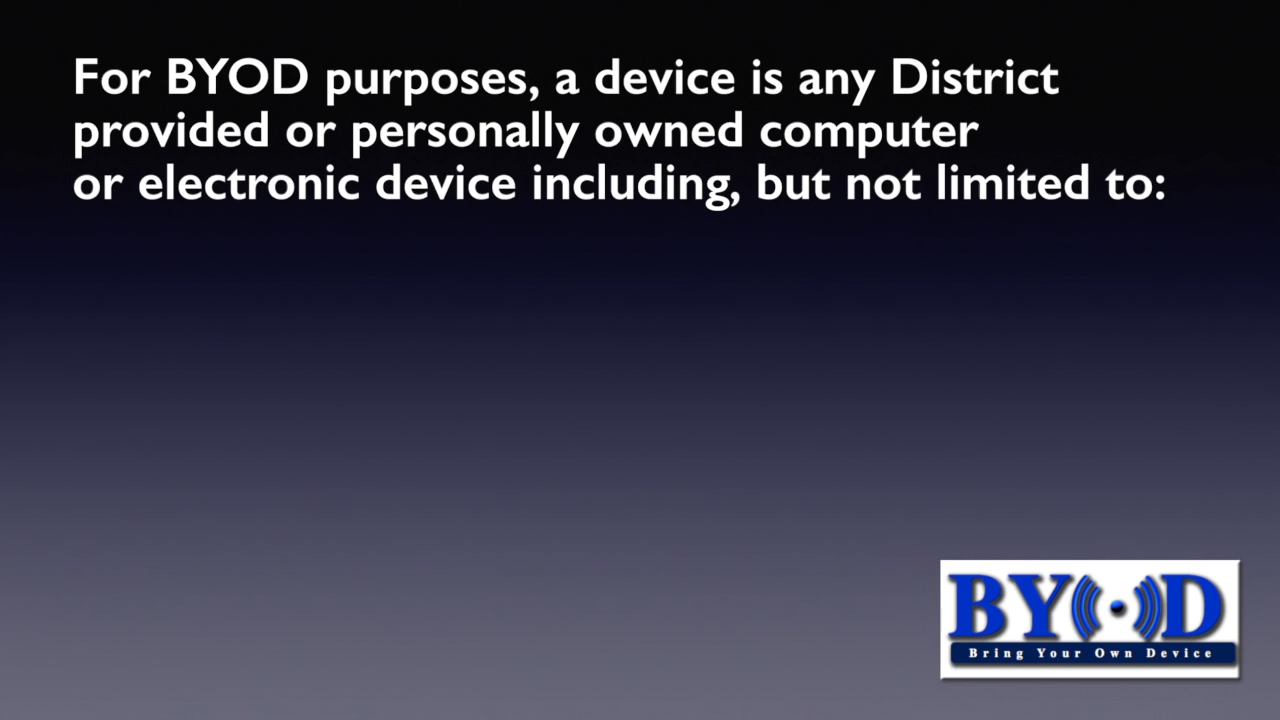 For BYOD purposes, a device is any District
provided or personally owned computer
or electronic device including, but not limited to:
BYOD
Bring Your Own Device